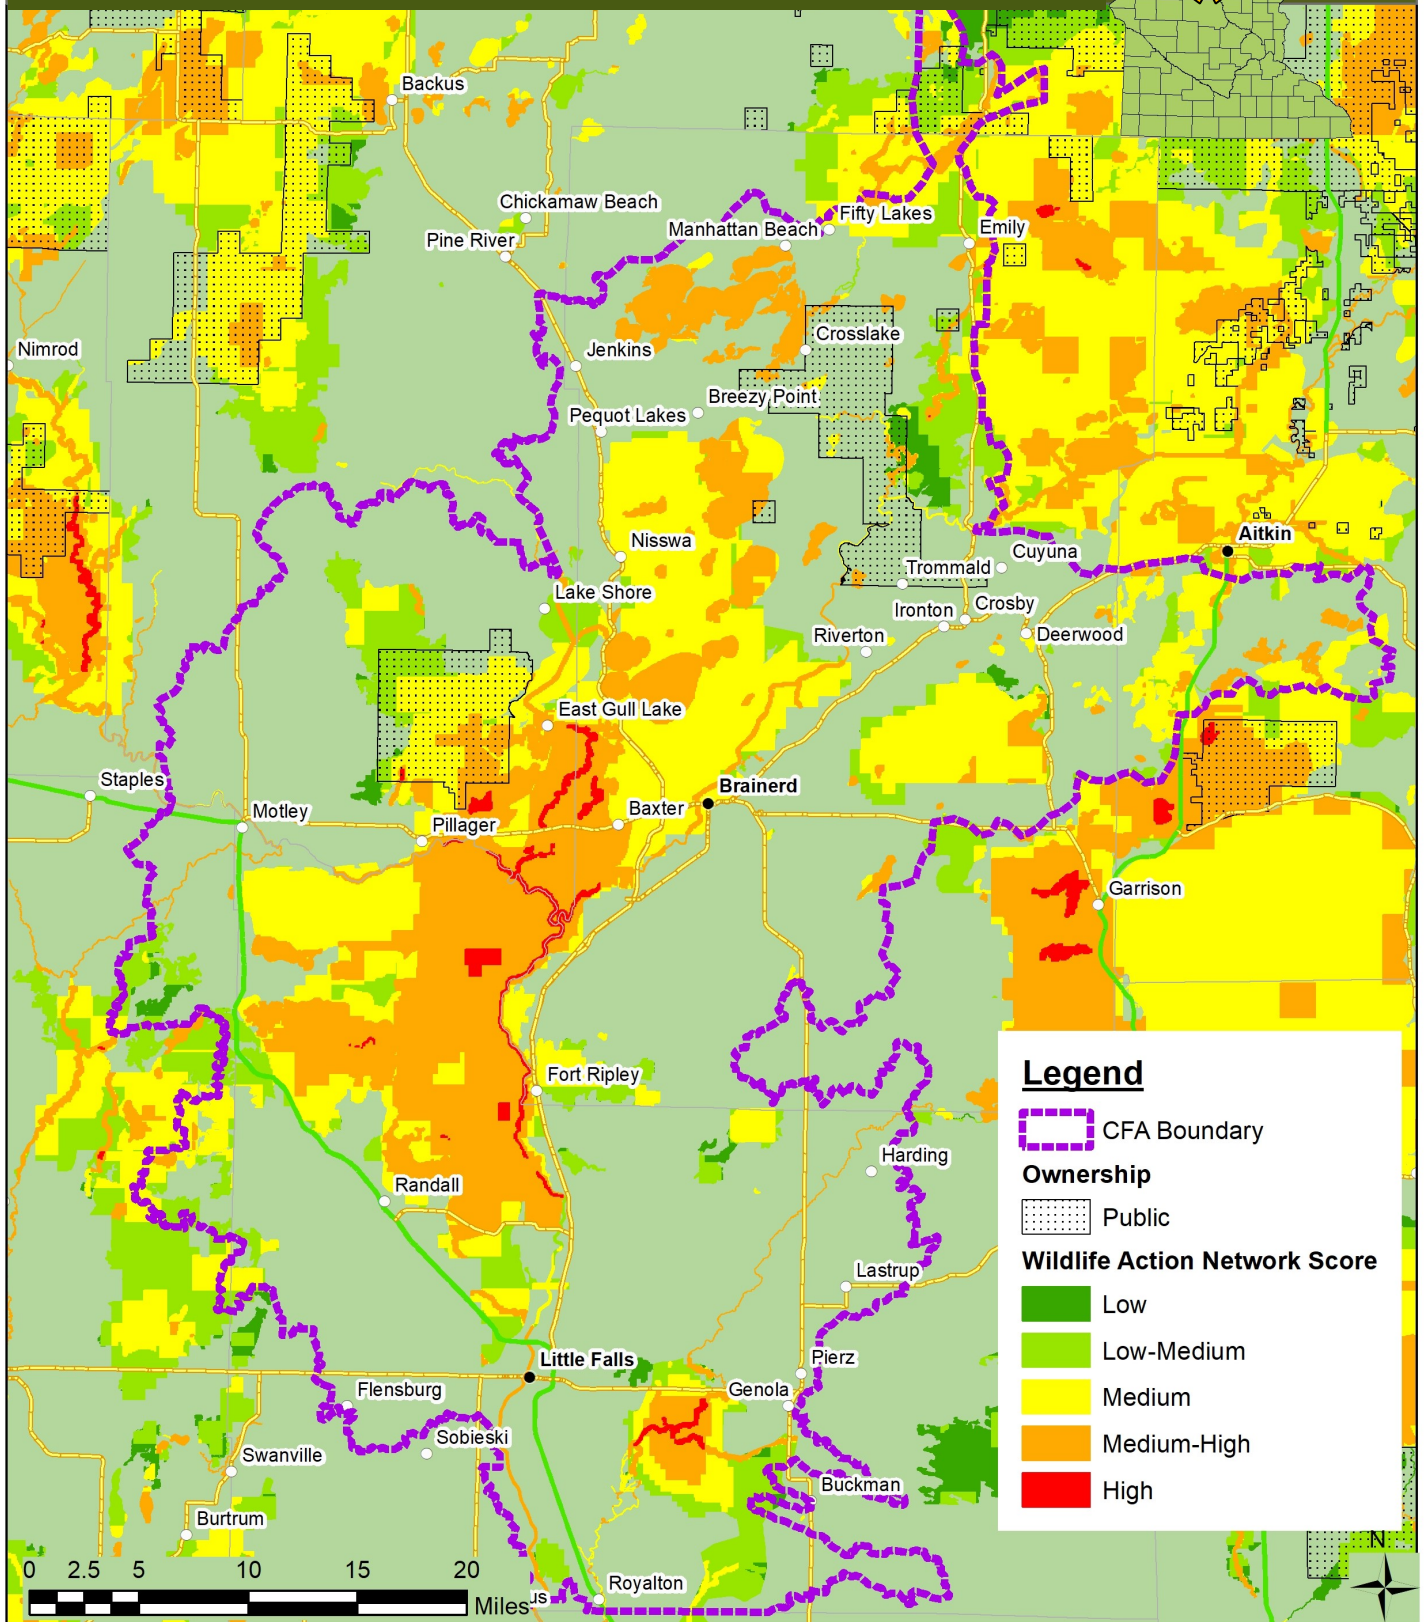 Backus
Chickamaw Beach
Pine River
Manhattan Beach
Fifty Lakes
Emily
Nimrod
Jenkins
Crosslake
Breezy Point
Pequot Lakes
Nisswa
Aitkin
Cuyuna
Trommald
Lake Shore
Ironton
Crosby
Riverton
Deerwood
East Gull Lake
Staples
Motley
Brainerd
Baxter
Pillager
Garrison
Fort Ripley
Harding
Randall
Lastrup
Little Falls
Pierz
Flensburg
Genola
Sobieski
Swanville
Buckman
Burtrum
Royalton
Legend
CFA Boundary
Ownership
Public
Wildlife Action Network Score
Low
Low-Medium
Medium
Medium-High
High
N
0 2.5 5 10 15 20
Miles